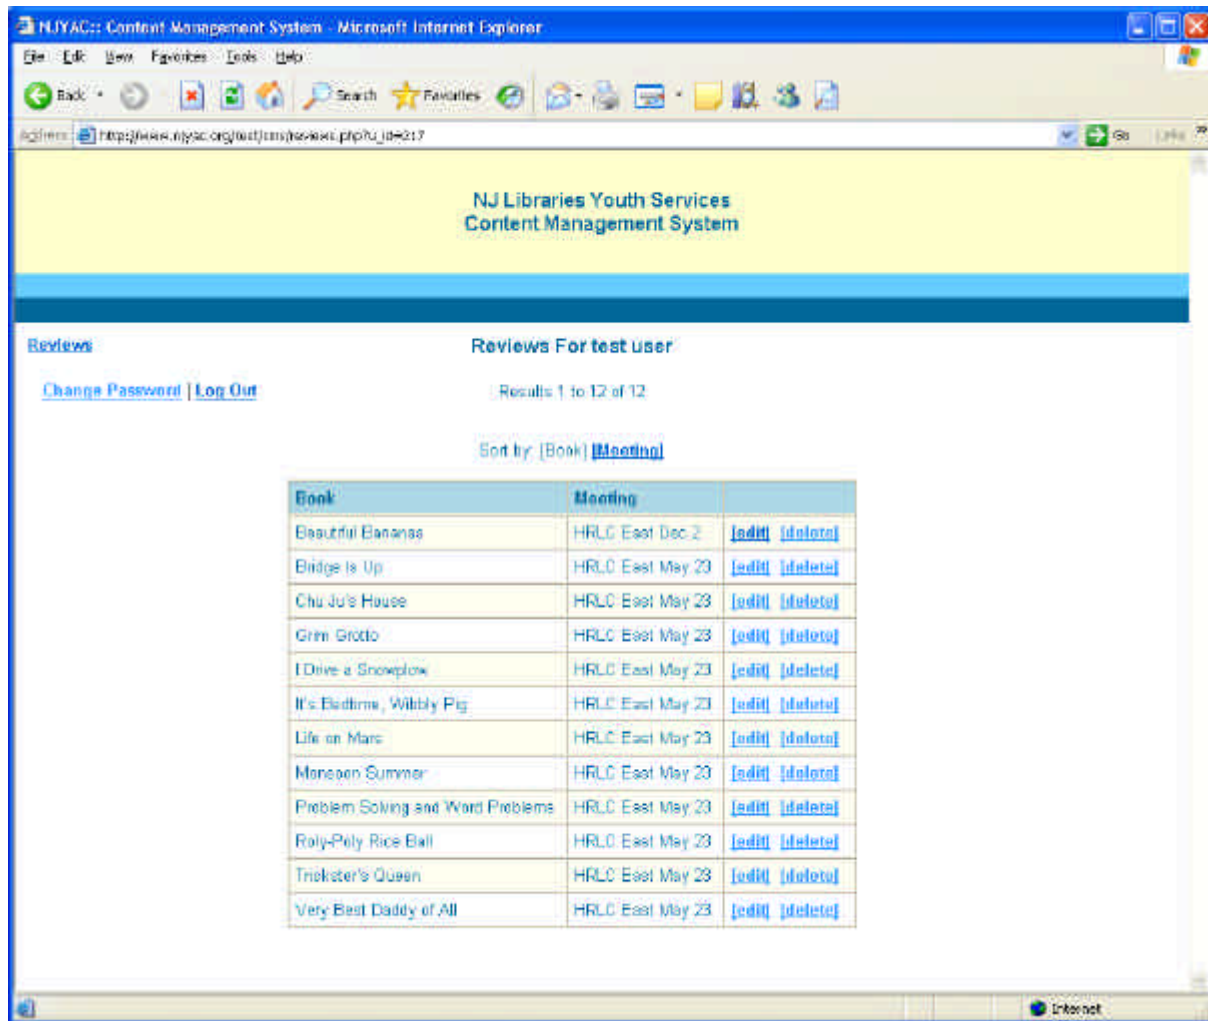 NJYAC:: Content Management System - Microsoft Internet Explorer
File Edit View Favorites Tools Help
Back Search Favorites
Address Go Links »
NJ Libraries Youth Services
Content Management System
Reviews
Reviews For test user
Change Password | Log Out
Results 1 to 12 of 12
Sort by: [Book] [Meeting]
Book Meeting
Beautiful Bananas HRLC East Dec 2 [edit] [delete]
Bridge Is Up HRLC East May 23 [edit] [delete]
Chu Ju's House HRLC East May 23 [edit] [delete]
Grim Grotto HRLC East May 23 [edit] [delete]
I Drive a Snowplow HRLC East May 23 [edit] [delete]
It's Bedtime, Wibbly Pig HRLC East May 23 [edit] [delete]
Life on Mars HRLC East May 23 [edit] [delete]
Monsoon Summer HRLC East May 23 [edit] [delete]
Problem Solving and Word Problems HRLC East May 23 [edit] [delete]
Roly-Poly Rice Ball HRLC East May 23 [edit] [delete]
Trickster's Queen HRLC East May 23 [edit] [delete]
Very Best Daddy of All HRLC East May 23 [edit] [delete]
Internet